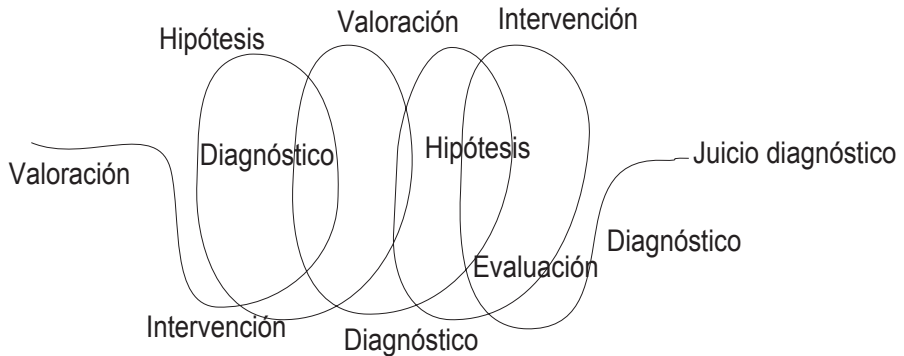 Hipótesis
Valoración
Intervención
Valoración
Diagnóstico
Hipótesis
Juicio diagnóstico
Intervención
Diagnóstico
Evaluación
Diagnóstico